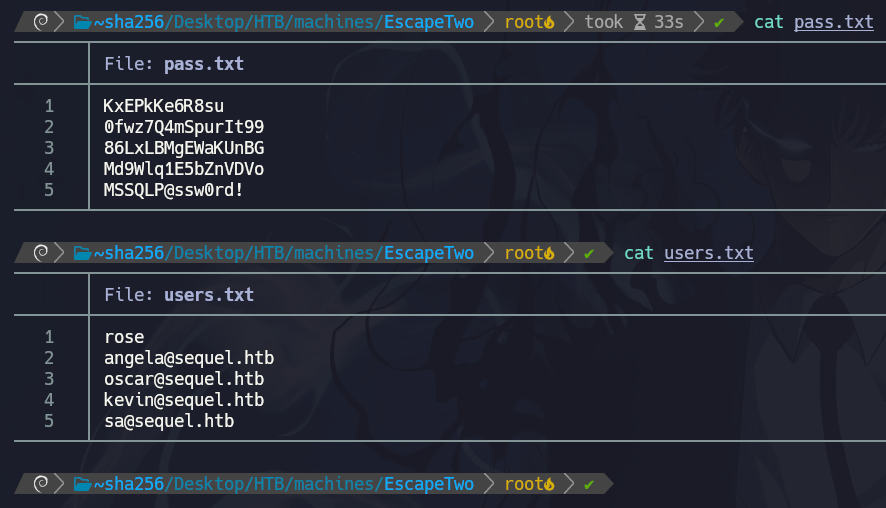 ~sha256/Desktop/HTB/machines/EscapeTwo root took 33s ✔ cat pass.txt
File: pass.txt
1 KxEPkKe6R8su
2 0fwz7Q4mSpurIt99
3 86LxLBMgEWaKUnBG
4 Md9Wlq1E5bZnVDVo
5 MSSQLP@ssw0rd!
~sha256/Desktop/HTB/machines/EscapeTwo root ✔ cat users.txt
File: users.txt
1 rose
2 angela@sequel.htb
3 oscar@sequel.htb
4 kevin@sequel.htb
5 sa@sequel.htb
~sha256/Desktop/HTB/machines/EscapeTwo root ✔